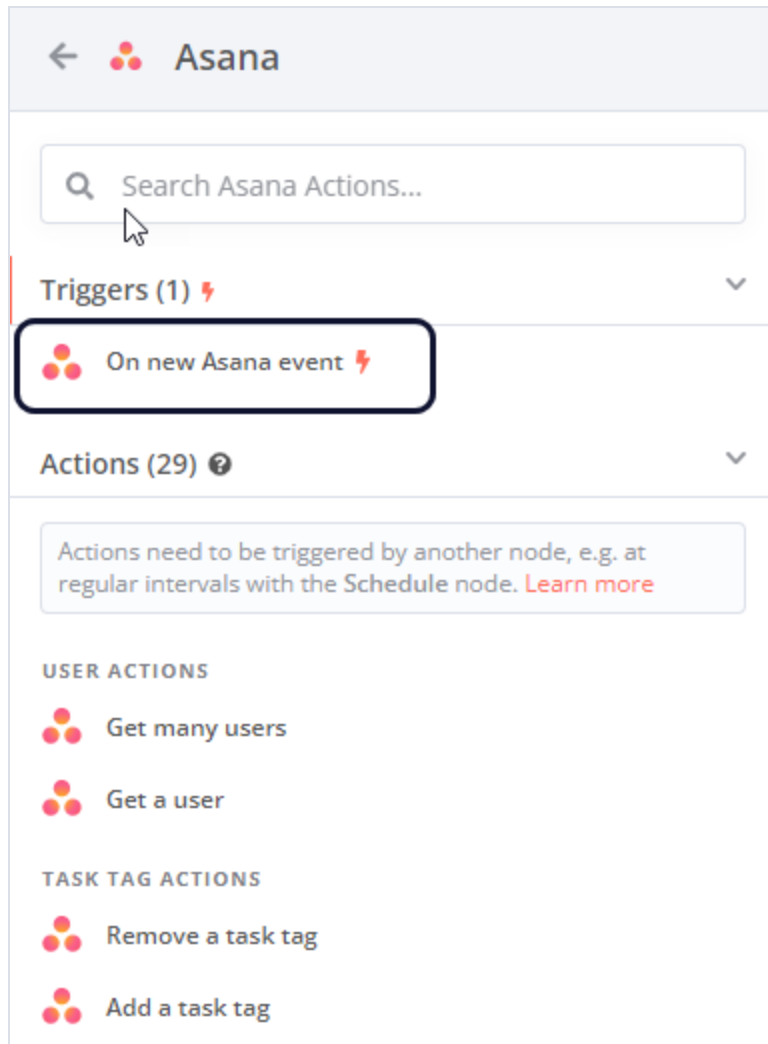 Asana
Search Asana Actions...
Triggers (1)
On new Asana event
Actions (29)
Actions need to be triggered by another node, e.g. at
regular intervals with the Schedule node. Learn more
USER ACTIONS
Get many users
Get a user
TASK TAG ACTIONS
Remove a task tag
Add a task tag